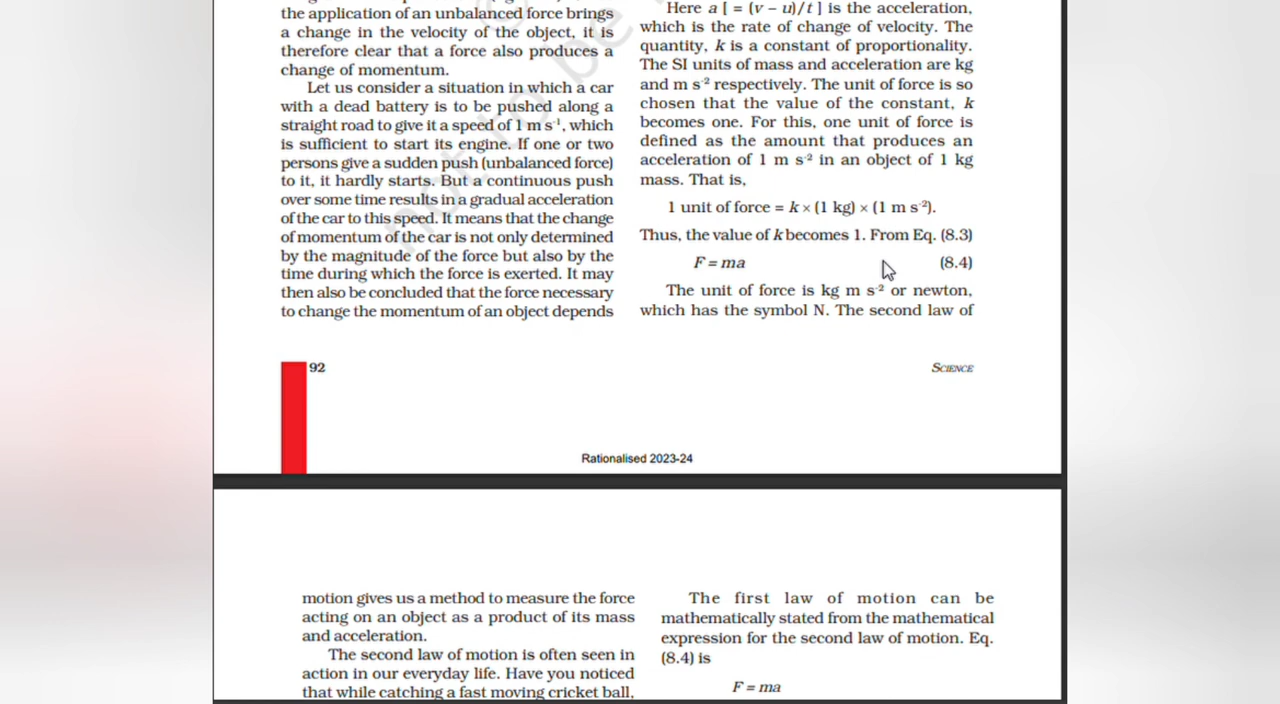 the application of an unbalanced force brings
a change in the velocity of the object, it is
therefore clear that a force also produces a
change of momentum.
Let us consider a situation in which a car
with a dead battery is to be pushed along a
straight road to give it a speed of 1 m s⁻¹, which
is sufficient to start its engine. If one or two
persons give a sudden push (unbalanced force)
to it, it hardly starts. But a continuous push
over some time results in a gradual acceleration
of the car to this speed. It means that the change
of momentum of the car is not only determined
by the magnitude of the force but also by the
time during which the force is exerted. It may
then also be concluded that the force necessary
to change the momentum of an object depends
Here a [ = (v – u)/t ] is the acceleration,
which is the rate of change of velocity. The
quantity, k is a constant of proportionality.
The SI units of mass and acceleration are kg
and m s⁻² respectively. The unit of force is so
chosen that the value of the constant, k
becomes one. For this, one unit of force is
defined as the amount that produces an
acceleration of 1 m s⁻² in an object of 1 kg
mass. That is,
1 unit of force = k × (1 kg) × (1 m s⁻²).
Thus, the value of k becomes 1. From Eq. (8.3)
F = ma (8.4)
The unit of force is kg m s⁻² or newton,
which has the symbol N. The second law of
not to be
92
SCIENCE
Rationalised 2023-24
motion gives us a method to measure the force
acting on an object as a product of its mass
and acceleration.
The second law of motion is often seen in
action in our everyday life. Have you noticed
that while catching a fast moving cricket ball,
The first law of motion can be
mathematically stated from the mathematical
expression for the second law of motion. Eq.
(8.4) is
F = ma